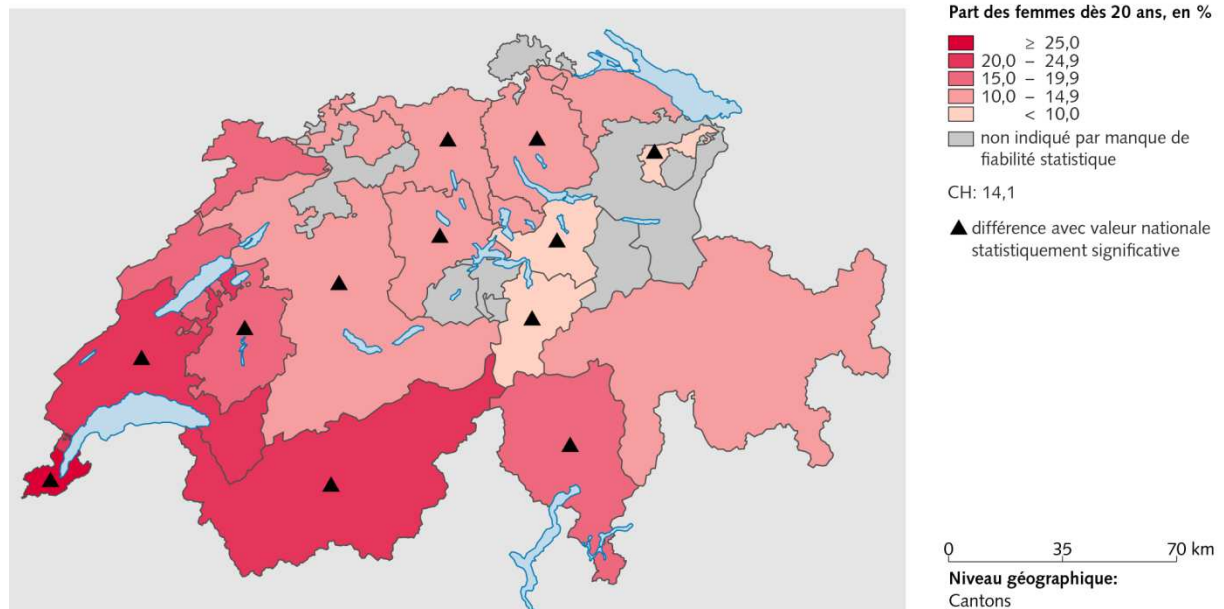 Part des femmes dès 20 ans, en %
≥ 25,0
20,0 – 24,9
15,0 – 19,9
10,0 – 14,9
< 10,0
non indiqué par manque de
fiabilité statistique
CH: 14,1
différence avec valeur nationale
statistiquement significative
0 35 70 km
Niveau géographique:
Cantons